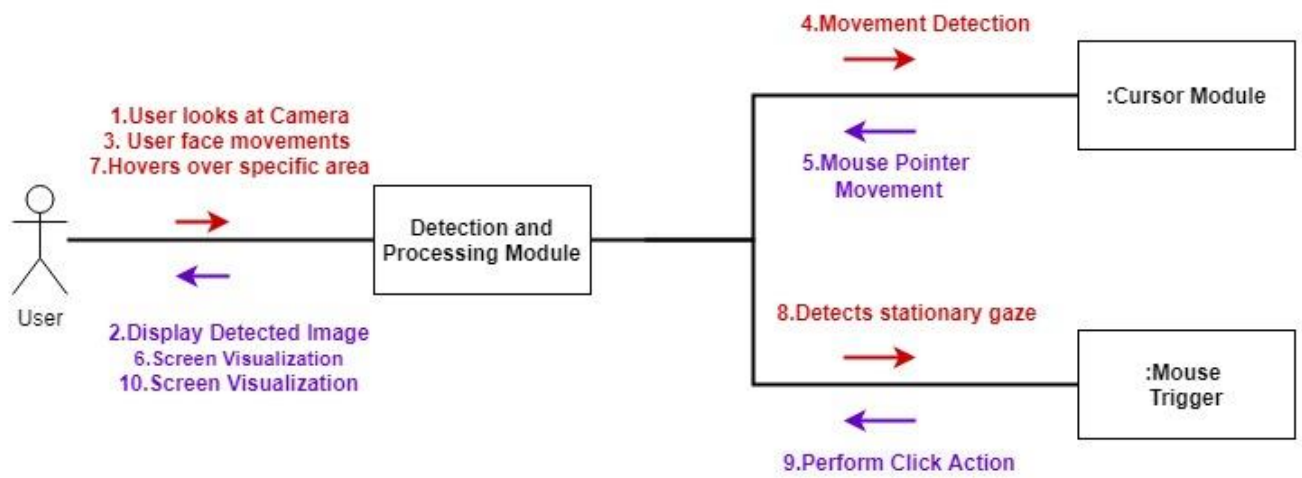 4.Movement Detection
:Cursor Module
1.User looks at Camera
3. User face movements
7.Hovers over specific area
5.Mouse Pointer
Movement
Detection and
Processing Module
User
2.Display Detected Image
6.Screen Visualization
10.Screen Visualization
8.Detects stationary gaze
:Mouse
Trigger
9.Perform Click Action